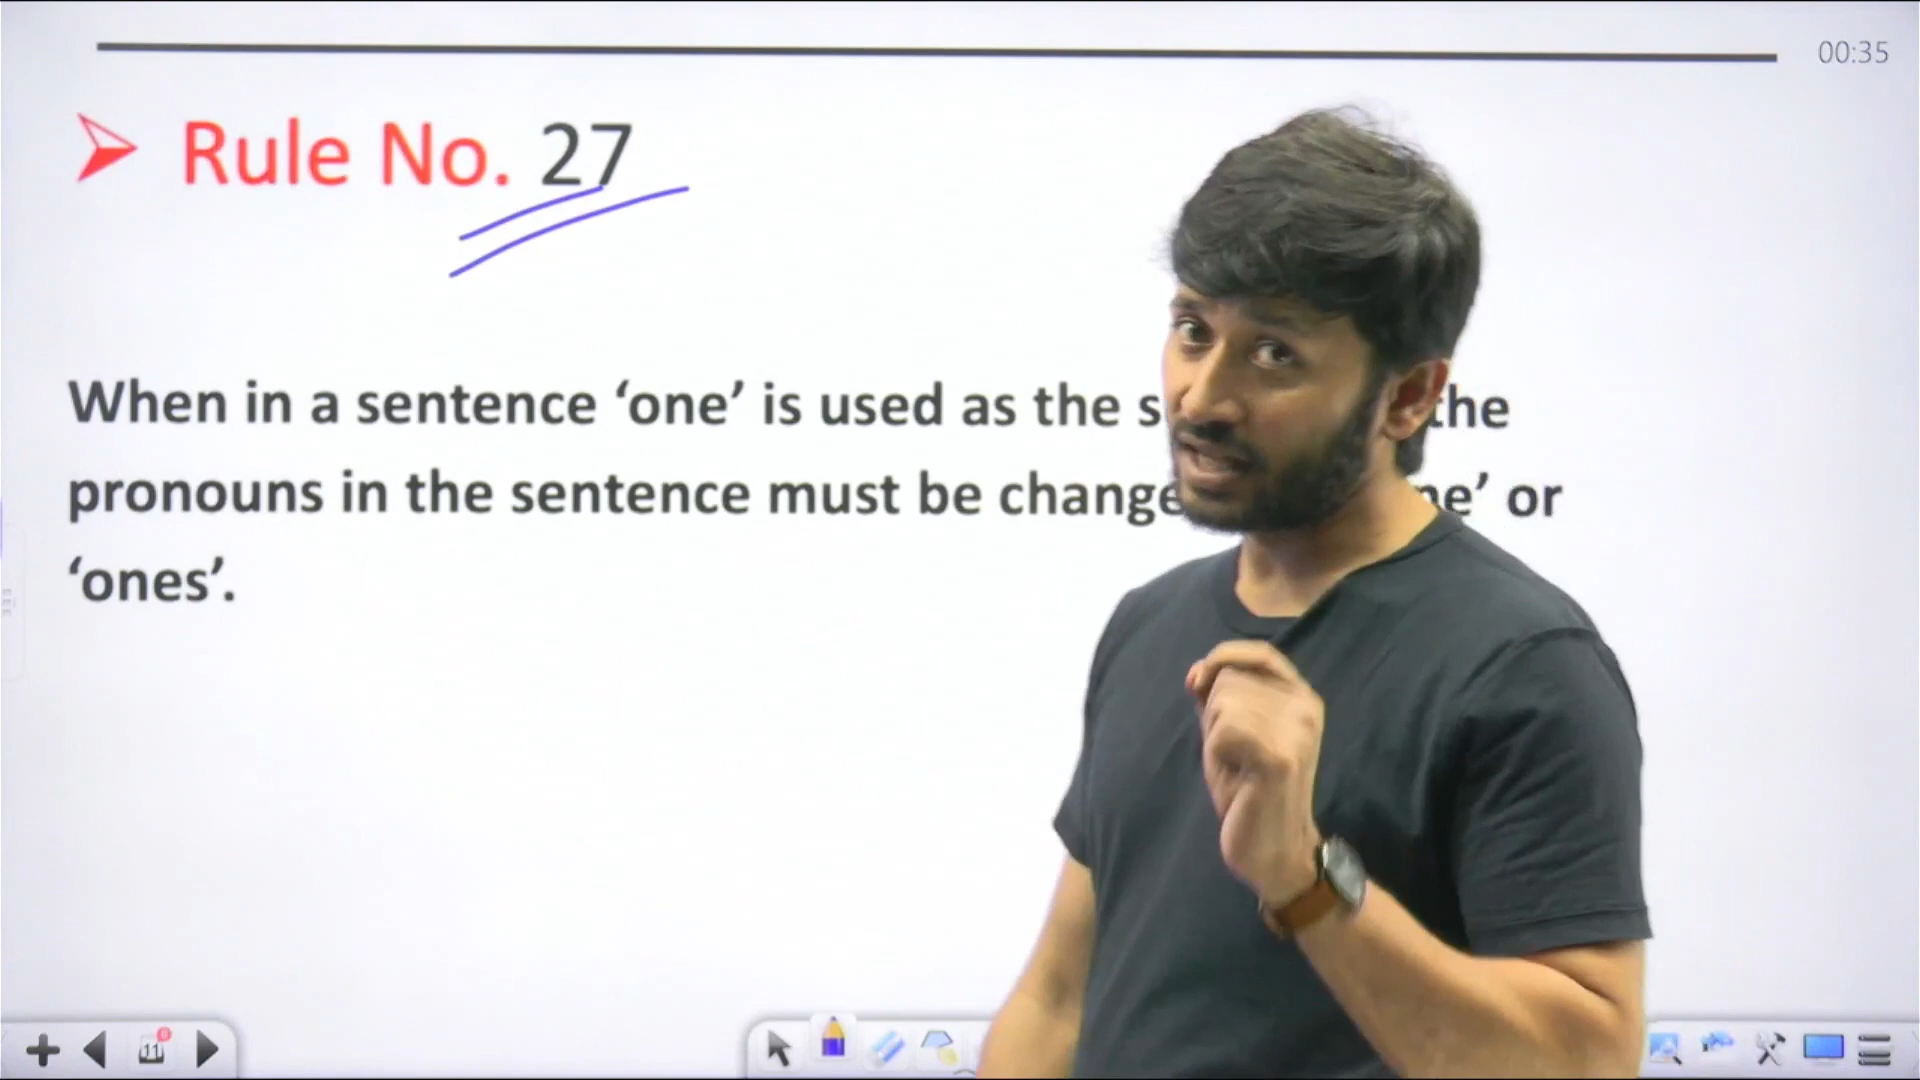 00:35
Rule No. 27
When in a sentence ‘one’ is used as the the
pronouns in the sentence must be or
‘ones’.
11